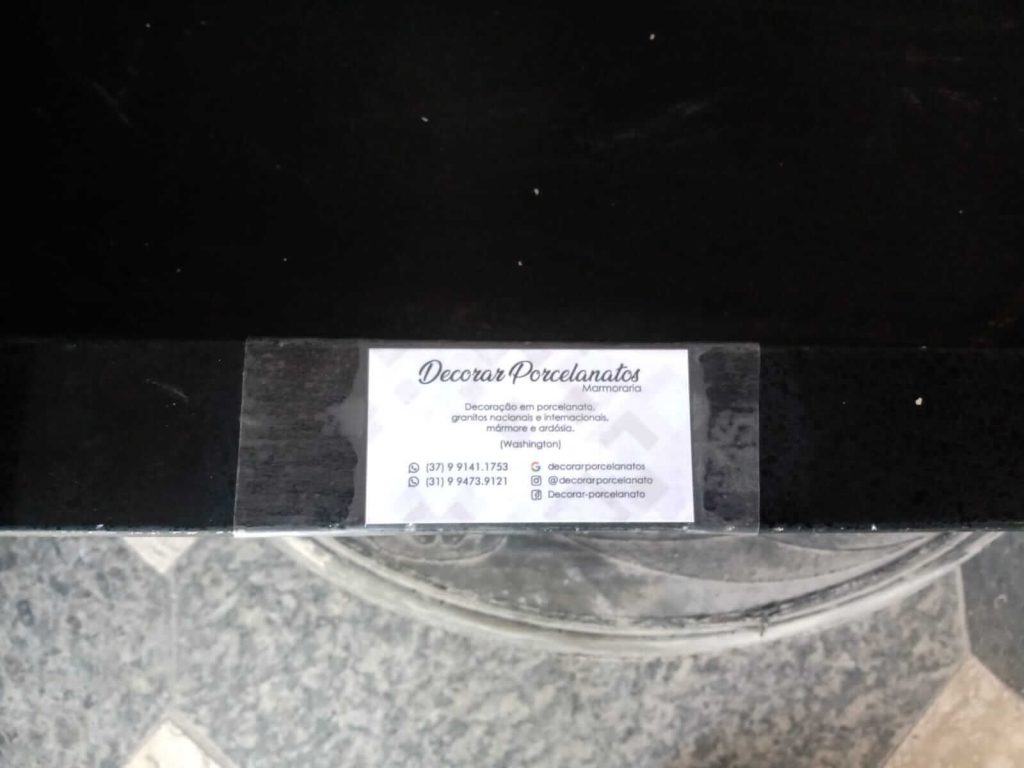 Decorar Porcelanatos
Marmoraria
Decoração em porcelanato,
granitos nacionais e internacionais,
mármore e ardósia.
(Washington)
(37) 9 9141.1753
(31) 9 9473.9121
decorarporcelanatos
@decorarporcelanato
Decorar-porcelanato